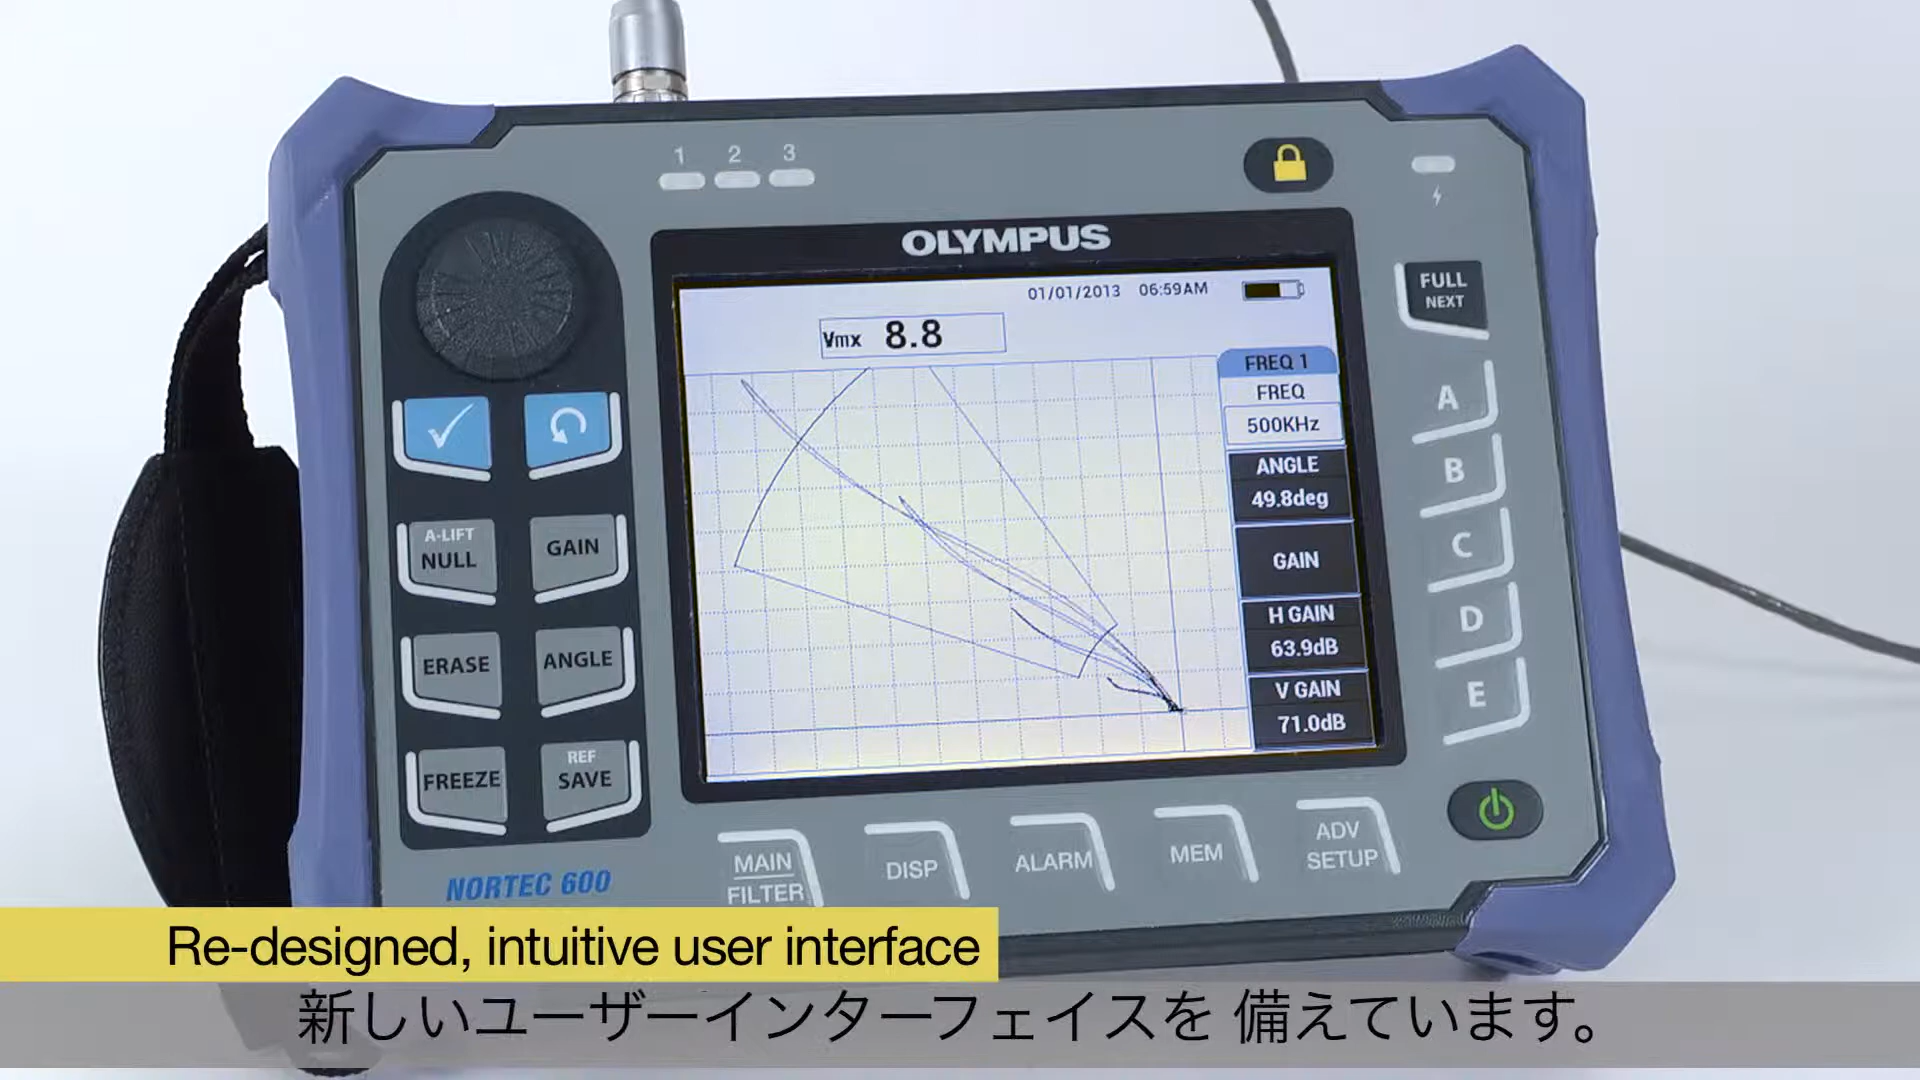 1 2 3
OLYMPUS
01/01/2013 06:59AM
Vmx 8.8
FREQ 1
FREQ
500KHz
ANGLE
49.8deg
GAIN
H GAIN
63.9dB
V GAIN
71.0dB
FULL
NEXT
A
B
C
D
E
A-LIFT
NULL
GAIN
ERASE
ANGLE
FREEZE
REF
SAVE
NORTEC 600
MAIN
FILTER
DISP
ALARM
MEM
ADV
SETUP
Re-designed, intuitive user interface
新しいユーザーインターフェイスを 備えています。